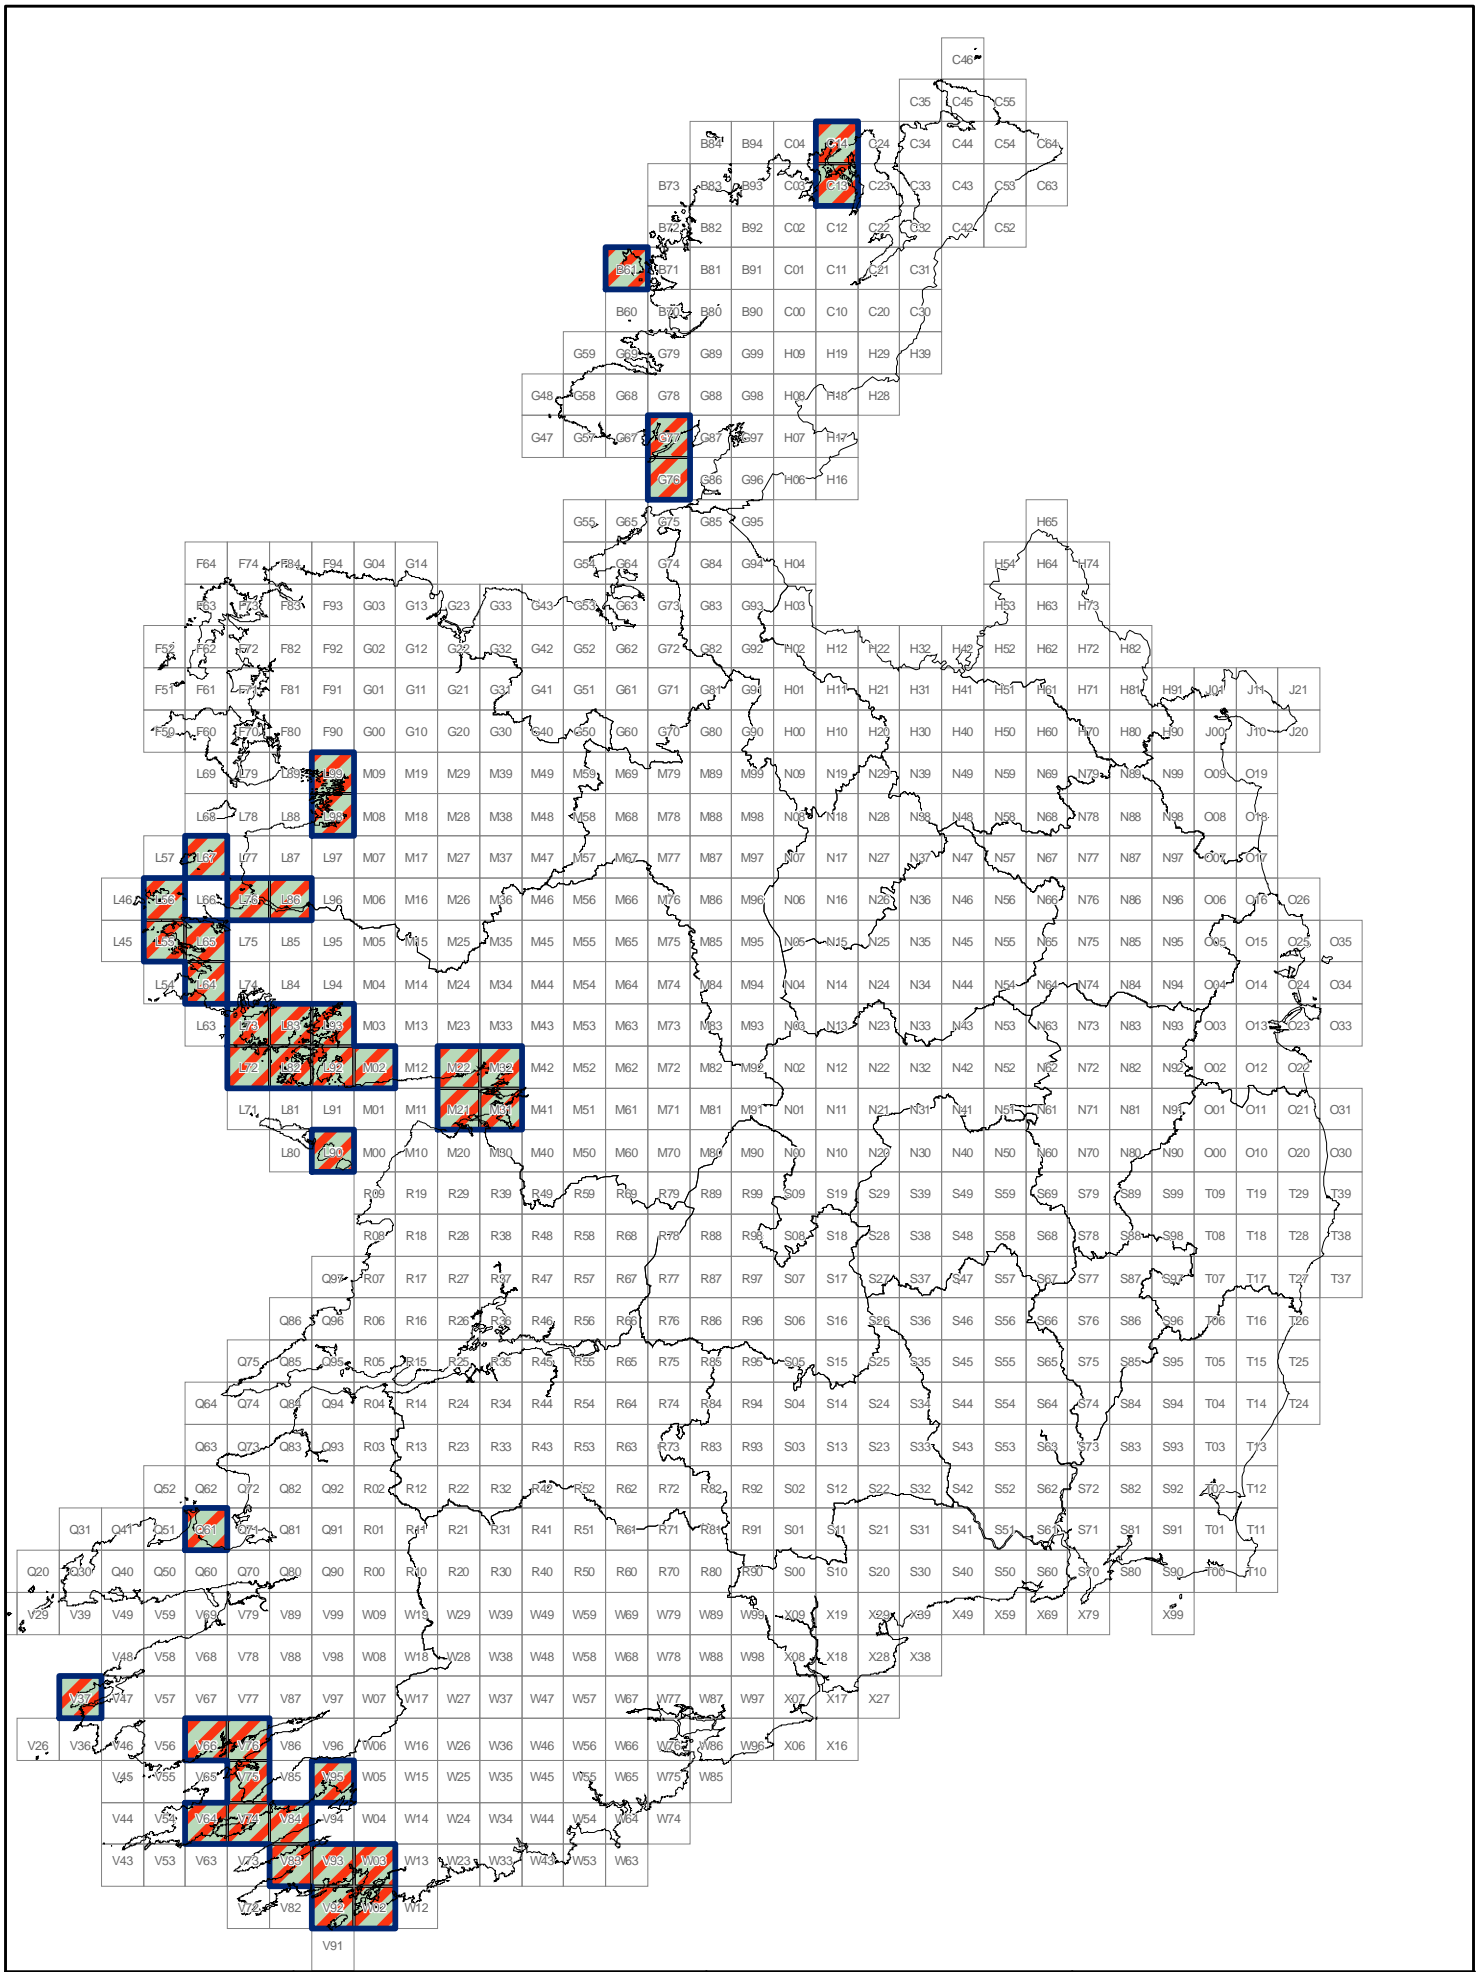 C46
C35 C45 C55
B84 B94 C04 C14 C24 C34 C44 C54 C64
B73 B83 B93 C03 C13 C23 C33 C43 C53 C63
B72 B82 B92 C02 C12 C22 C32 C42 C52
B61 B71 B81 B91 C01 C11 C21 C31
B60 B70 B80 B90 C00 C10 C20 C30
G59 G69 G79 G89 G99 H09 H19 H29 H39
G48 G58 G68 G78 G88 G98 H08 H18 H28
G47 G57 G67 G77 G87 G97 H07 H17
G76 G86 G96 H06 H16
G55 G65 G75 G85 G95 H65
F64 F74 F84 F94 G04 G14 G54 G64 G74 G84 G94 H04 H54 H64 H74
F63 F73 F83 F93 G03 G13 G23 G33 G43 G53 G63 G73 G83 G93 H03 H53 H63 H73
F52 F62 F72 F82 F92 G02 G12 G22 G32 G42 G52 G62 G72 G82 G92 H02 H12 H22 H32 H42 H52 H62 H72 H82
F51 F61 F71 F81 F91 G01 G11 G21 G31 G41 G51 G61 G71 G81 G91 H01 H11 H21 H31 H41 H51 H61 H71 H81 H91 J01 J11 J21
F50 F60 F70 F80 F90 G00 G10 G20 G30 G40 G50 G60 G70 G80 G90 H00 H10 H20 H30 H40 H50 H60 H70 H80 H90 J00 J10 J20
L69 L79 L89 L99 M09 M19 M29 M39 M49 M59 M69 M79 M89 M99 N09 N19 N29 N39 N49 N59 N69 N79 N89 N99 O09 O19
L68 L78 L88 L98 M08 M18 M28 M38 M48 M58 M68 M78 M88 M98 N08 N18 N28 N38 N48 N58 N68 N78 N88 N98 O08 O18
L57 L67 L77 L87 L97 M07 M17 M27 M37 M47 M57 M67 M77 M87 M97 N07 N17 N27 N37 N47 N57 N67 N77 N87 N97 O07 O17
L46 L56 L66 L76 L86 L96 M06 M16 M26 M36 M46 M56 M66 M76 M86 M96 N06 N16 N26 N36 N46 N56 N66 N76 N86 N96 O06 O16 O26
L45 L55 L65 L75 L85 L95 M05 M15 M25 M35 M45 M55 M65 M75 M85 M95 N05 N15 N25 N35 N45 N55 N65 N75 N85 N95 O05 O15 O25 O35
L54 L64 L74 L84 L94 M04 M14 M24 M34 M44 M54 M64 M74 M84 M94 N04 N14 N24 N34 N44 N54 N64 N74 N84 N94 O04 O14 O24 O34
L63 L73 L83 L93 M03 M13 M23 M33 M43 M53 M63 M73 M83 M93 N03 N13 N23 N33 N43 N53 N63 N73 N83 N93 O03 O13 O23 O33
L72 L82 L92 M02 M12 M22 M32 M42 M52 M62 M72 M82 M92 N02 N12 N22 N32 N42 N52 N62 N72 N82 N92 O02 O12 O22
L71 L81 L91 M01 M11 M21 M31 M41 M51 M61 M71 M81 M91 N01 N11 N21 N31 N41 N51 N61 N71 N81 N91 O01 O11 O21 O31
L80 L90 M00 M10 M20 M30 M40 M50 M60 M70 M80 M90 N00 N10 N20 N30 N40 N50 N60 N70 N80 N90 O00 O10 O20 O30
R09 R19 R29 R39 R49 R59 R69 R79 R89 R99 S09 S19 S29 S39 S49 S59 S69 S79 S89 S99 T09 T19 T29 T39
R08 R18 R28 R38 R48 R58 R68 R78 R88 R98 S08 S18 S28 S38 S48 S58 S68 S78 S88 S98 T08 T18 T28 T38
Q97 R07 R17 R27 R37 R47 R57 R67 R77 R87 R97 S07 S17 S27 S37 S47 S57 S67 S77 S87 S97 T07 T17 T27 T37
Q86 Q96 R06 R16 R26 R36 R46 R56 R66 R76 R86 R96 S06 S16 S26 S36 S46 S56 S66 S76 S86 S96 T06 T16 T26
Q75 Q85 Q95 R05 R15 R25 R35 R45 R55 R65 R75 R85 R95 S05 S15 S25 S35 S45 S55 S65 S75 S85 S95 T05 T15 T25
Q64 Q74 Q84 Q94 R04 R14 R24 R34 R44 R54 R64 R74 R84 R94 S04 S14 S24 S34 S44 S54 S64 S74 S84 S94 T04 T14 T24
Q63 Q73 Q83 Q93 R03 R13 R23 R33 R43 R53 R63 R73 R83 R93 S03 S13 S23 S33 S43 S53 S63 S73 S83 S93 T03 T13
Q52 Q62 Q72 Q82 Q92 R02 R12 R22 R32 R42 R52 R62 R72 R82 R92 S02 S12 S22 S32 S42 S52 S62 S72 S82 S92 T02 T12
Q31 Q41 Q51 Q61 Q71 Q81 Q91 R01 R11 R21 R31 R41 R51 R61 R71 R81 R91 S01 S11 S21 S31 S41 S51 S61 S71 S81 S91 T01 T11
Q20 Q30 Q40 Q50 Q60 Q70 Q80 Q90 R00 R10 R20 R30 R40 R50 R60 R70 R80 R90 S00 S10 S20 S30 S40 S50 S60 S70 S80 S90 T00 T10
V29 V39 V49 V59 V69 V79 V89 V99 W09 W19 W29 W39 W49 W59 W69 W79 W89 W99 X09 X19 X29 X39 X49 X59 X69 X79 X99
V48 V58 V68 V78 V88 V98 W08 W18 W28 W38 W48 W58 W68 W78 W88 W98 X08 X18 X28 X38
V37 V47 V57 V67 V77 V87 V97 W07 W17 W27 W37 W47 W57 W67 W77 W87 W97 X07 X17 X27
V26 V36 V46 V56 V66 V76 V86 V96 W06 W16 W26 W36 W46 W56 W66 W76 W86 W96 X06 X16
V45 V55 V65 V75 V85 V95 W05 W15 W25 W35 W45 W55 W65 W75 W85
V44 V54 V64 V74 V84 V94 W04 W14 W24 W34 W44 W54 W64 W74
V43 V53 V63 V73 V83 V93 W03 W13 W23 W33 W43 W53 W63
V72 V82 V92 W02 W12
V91